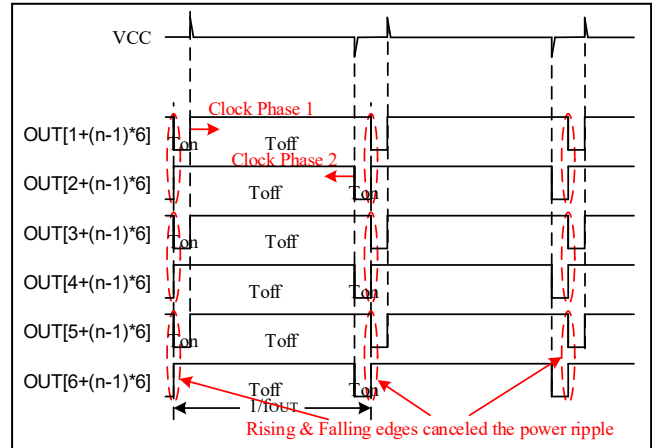 VCC
Clock Phase 1
OUT[1+(n-1)*6]
Ton
Toff
Clock Phase 2
OUT[2+(n-1)*6]
Toff
Ton
OUT[3+(n-1)*6]
Ton
Toff
OUT[4+(n-1)*6]
Toff
Ton
OUT[5+(n-1)*6]
Ton
Toff
OUT[6+(n-1)*6]
Toff
Ton
1/fOUT
Rising & Falling edges canceled the power ripple